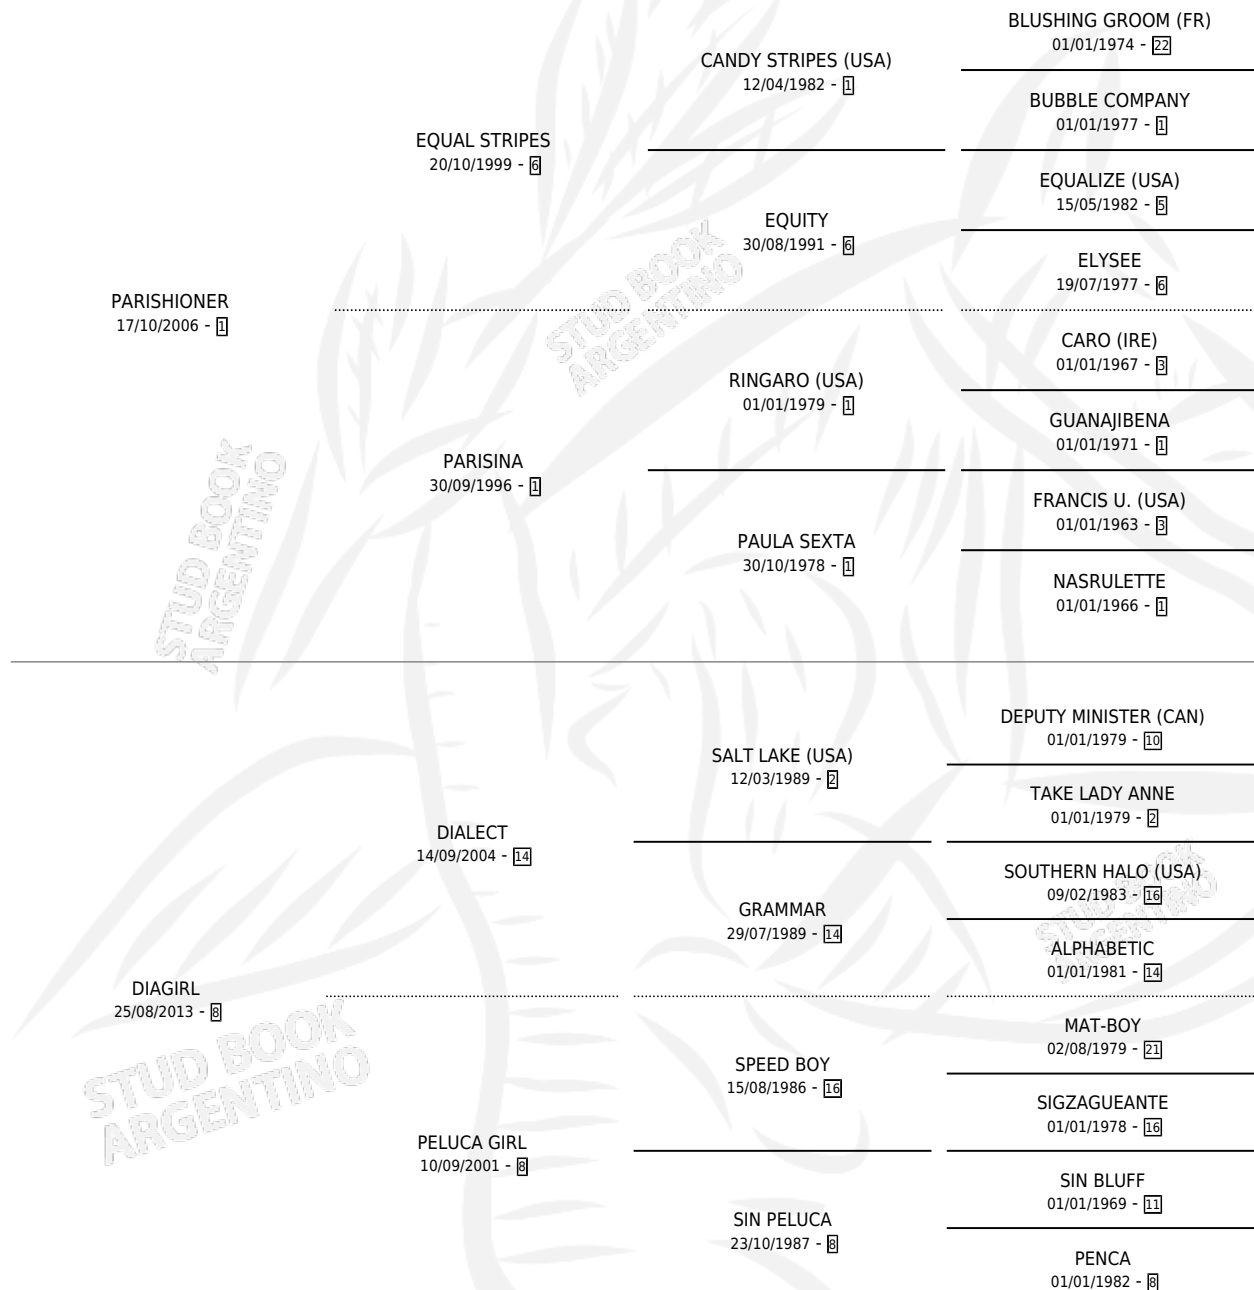 BLUSHING GROOM (FR)
01/01/1974 - 22
CANDY STRIPES (USA)
12/04/1982 - 1
BUBBLE COMPANY
01/01/1977 - 1
EQUAL STRIPES
20/10/1999 - 6
EQUALIZE (USA)
15/05/1982 - 5
EQUITY
30/08/1991 - 6
ELYSEE
19/07/1977 - 6
PARISHIONER
17/10/2006 - 1
CARO (IRE)
01/01/1967 - 3
RINGARO (USA)
01/01/1979 - 1
GUANAJIBENA
01/01/1971 - 1
PARISINA
30/09/1996 - 1
FRANCIS U. (USA)
01/01/1963 - 3
PAULA SEXTA
30/10/1978 - 1
NASRULETTE
01/01/1966 - 1
STUD BOOK
ARGENTINO
STUD BOOK
ARGENTINO
DEPUTY MINISTER (CAN)
01/01/1979 - 10
SALT LAKE (USA)
12/03/1989 - 2
TAKE LADY ANNE
01/01/1979 - 2
DIALECT
14/09/2004 - 14
SOUTHERN HALO (USA)
09/02/1983 - 16
GRAMMAR
29/07/1989 - 14
ALPHABETIC
01/01/1981 - 14
DIAGIRL
25/08/2013 - 8
MAT-BOY
02/08/1979 - 21
SPEED BOY
15/08/1986 - 16
SIGZAGUEANTE
01/01/1978 - 16
PELUCA GIRL
10/09/2001 - 8
SIN BLUFF
01/01/1969 - 11
SIN PELUCA
23/10/1987 - 8
PENCA
01/01/1982 - 8
STUD BOOK
ARGENTINO
STUD BOOK
ARGENTINO